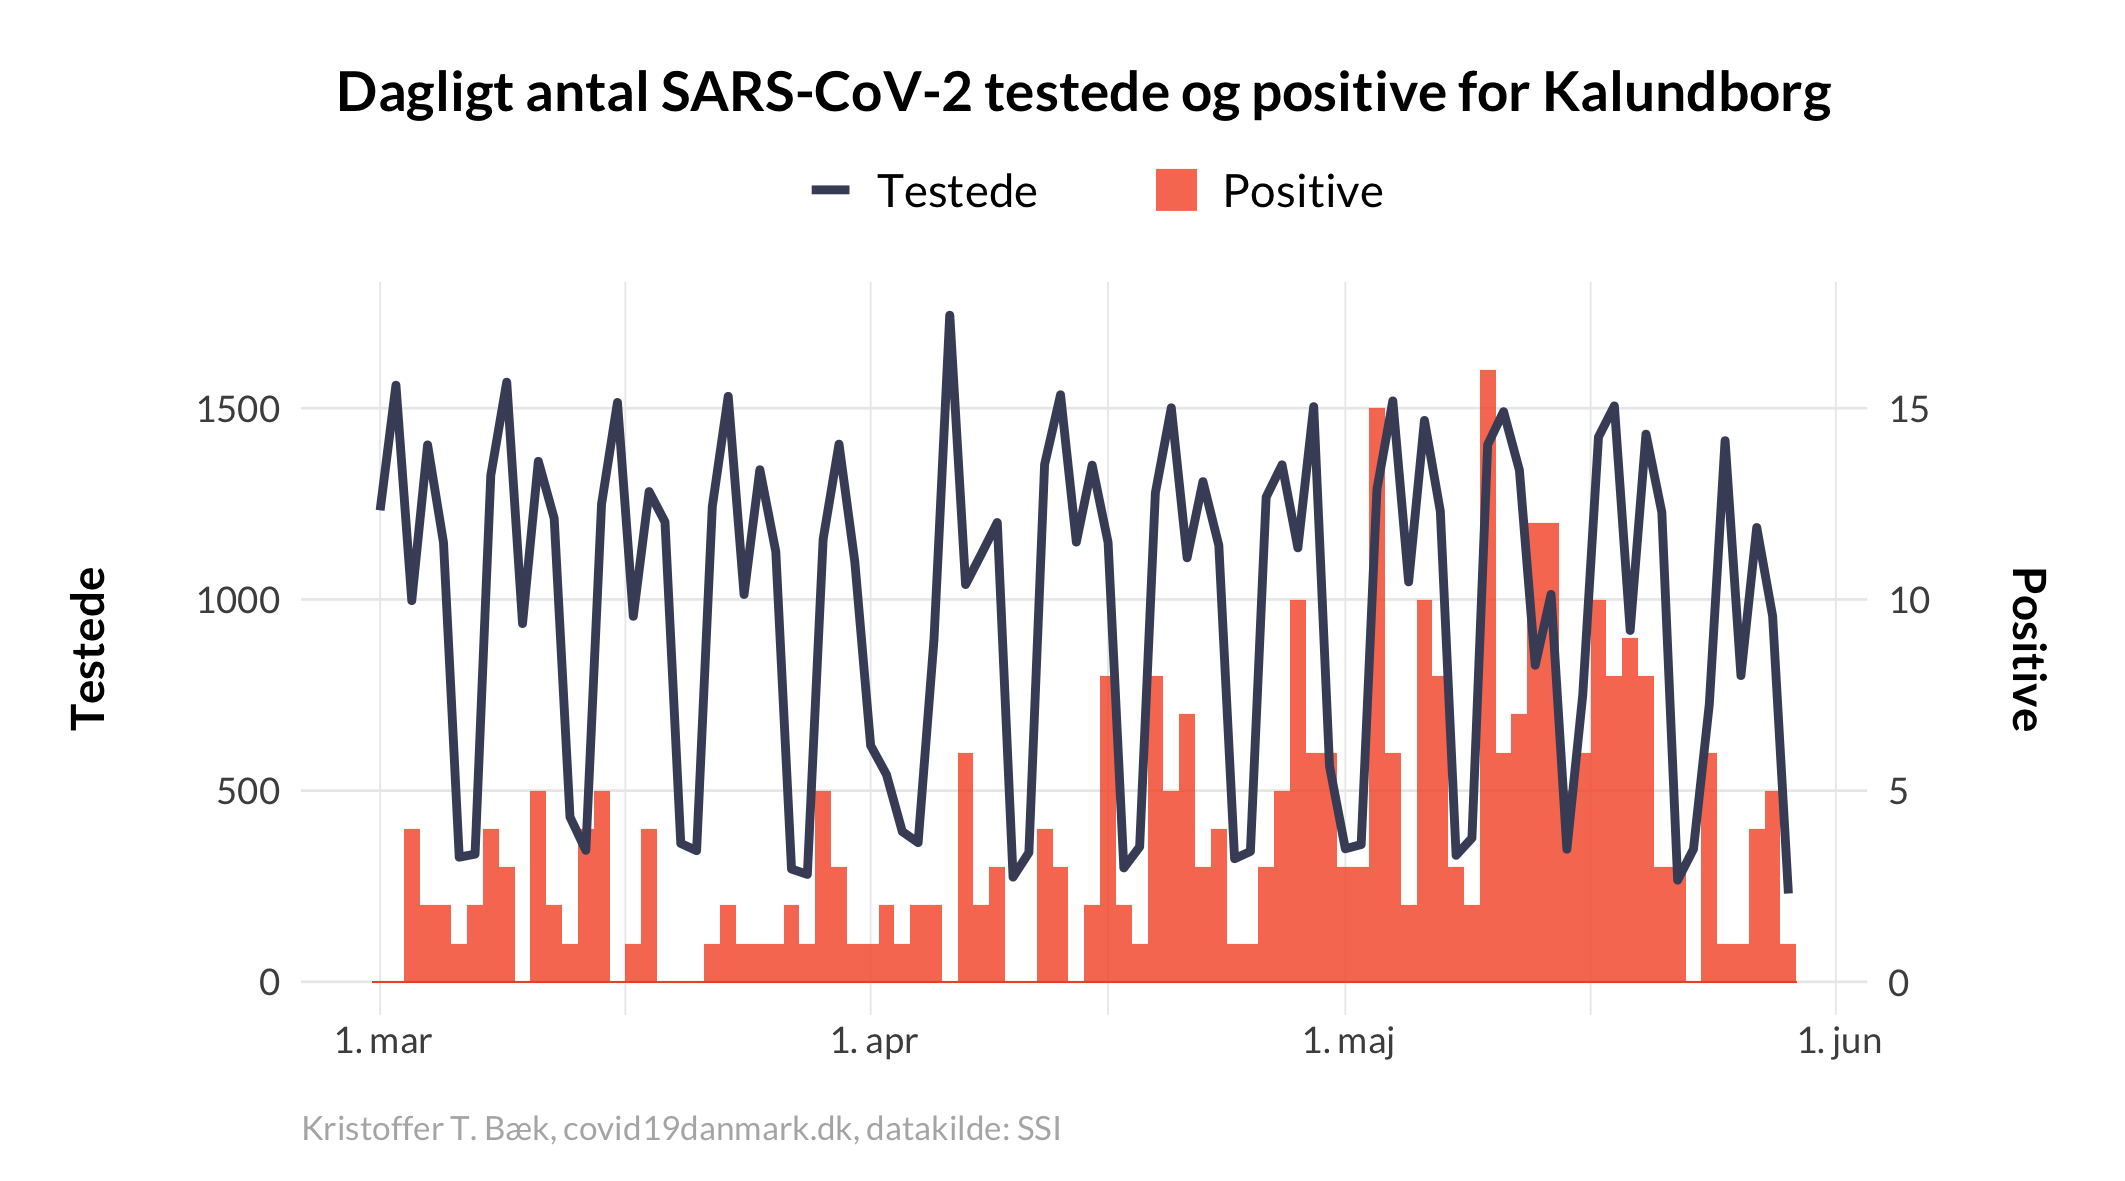 Dagligt antal SARS-CoV-2 testede og positive for Kalundborg
Testede Positive
Testede
Positive
1500
1000
500
0
15
10
5
0
1. mar 1. apr 1. maj 1. jun
Kristoffer T. Bæk, covid19danmark.dk, datakilde: SSI